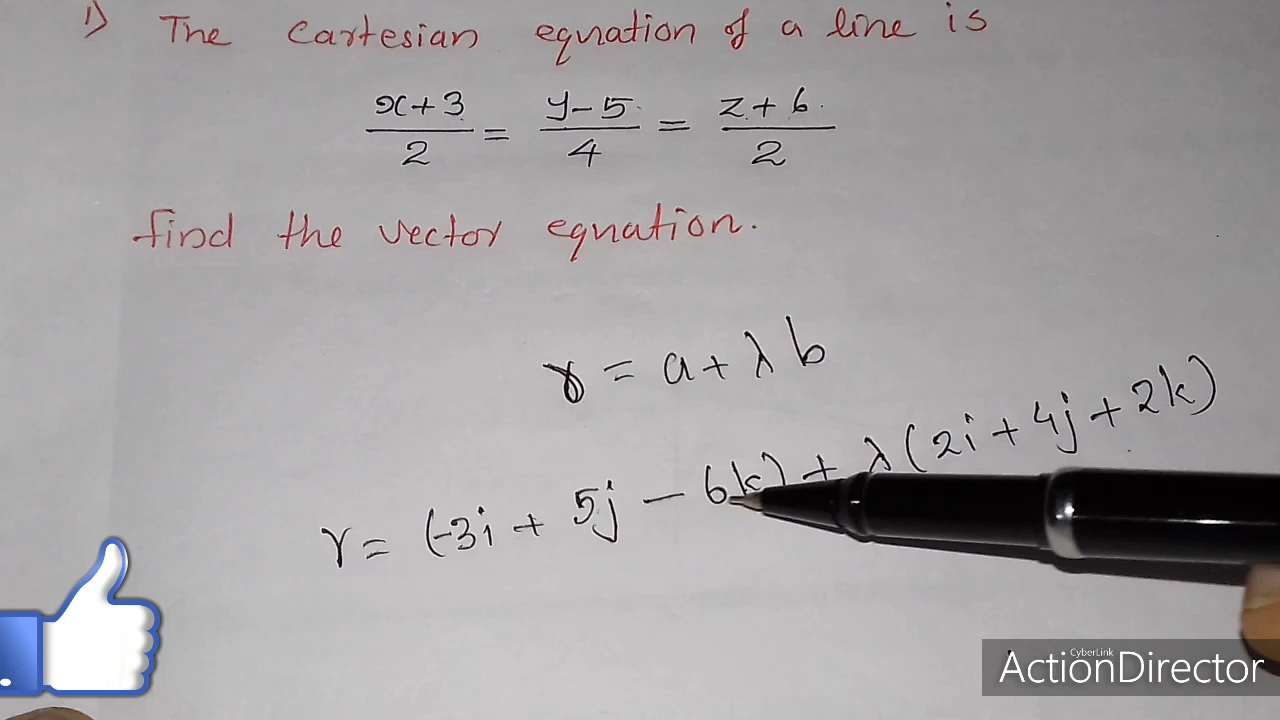 1) The Cartesian equation of a line is
x+3/2 = y-5/4 = z+6/2
find the vector equation.
r = a + λ b
r = (-3i + 5j - 6k) + λ (2i + 4j + 2k)
CyberLink
ActionDirector